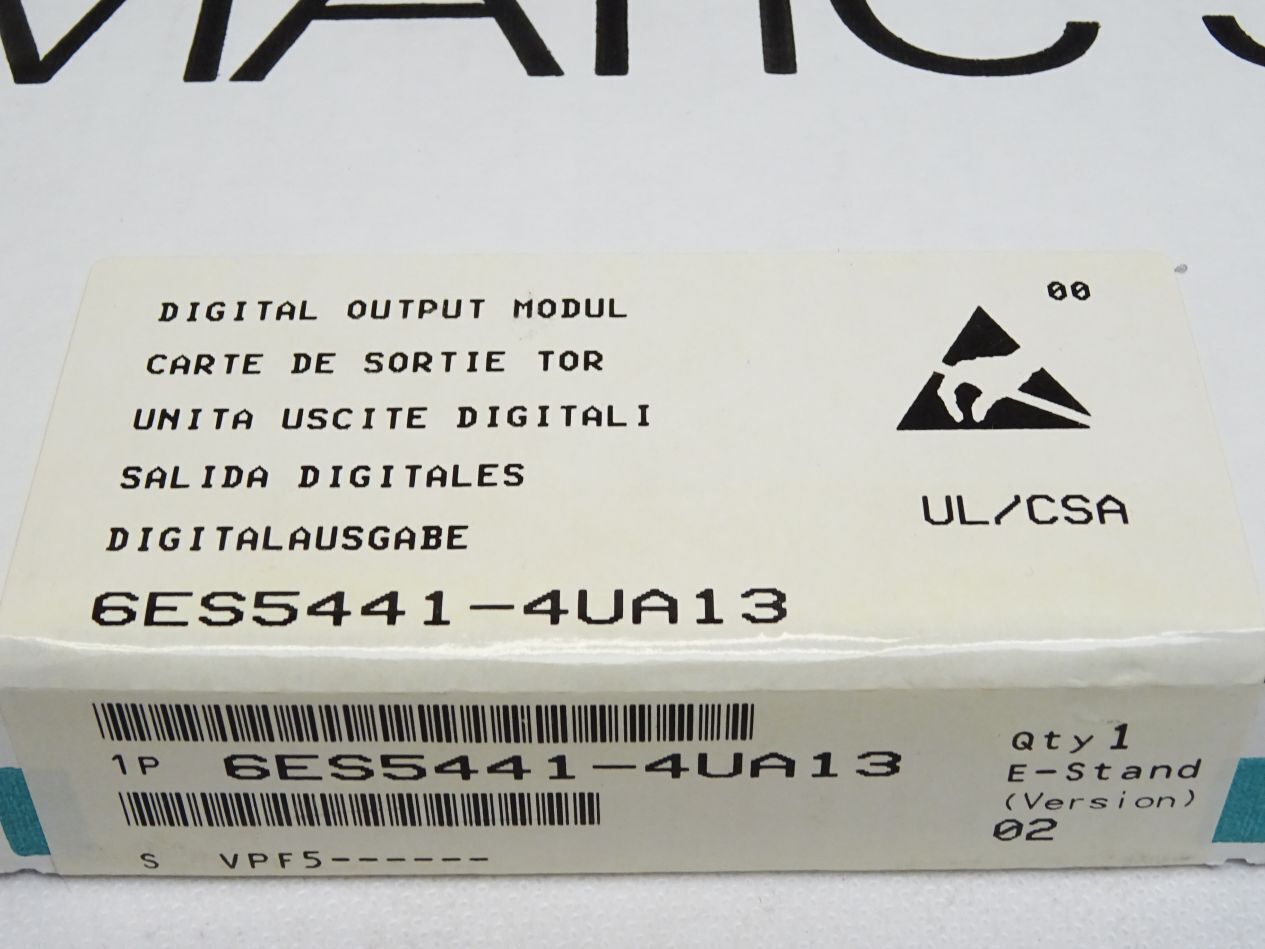 MATIC S
DIGITAL OUTPUT MODUL
CARTE DE SORTIE TOR
UNITA USCITE DIGITALI
SALIDA DIGITALES
DIGITALAUSGABE
6ES5441-4UA13
00
UL/CSA
1P 6ES5441-4UA13
S VPF5------
Qty 1
E-Stand
(Version)
02